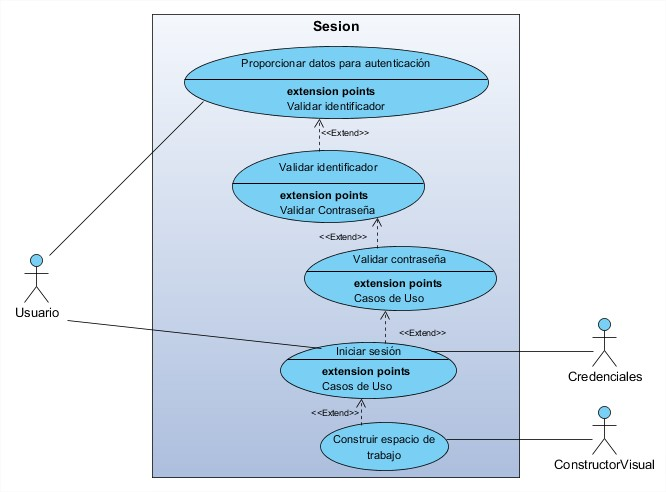 Sesion
Proporcionar datos para autenticación
extension points
Validar identificador
<<Extend>>
Validar identificador
extension points
Validar Contraseña
<<Extend>>
Validar contraseña
extension points
Casos de Uso
Usuario
<<Extend>>
Iniciar sesión
extension points
Casos de Uso
Credenciales
<<Extend>>
Construir espacio de
trabajo
ConstructorVisual